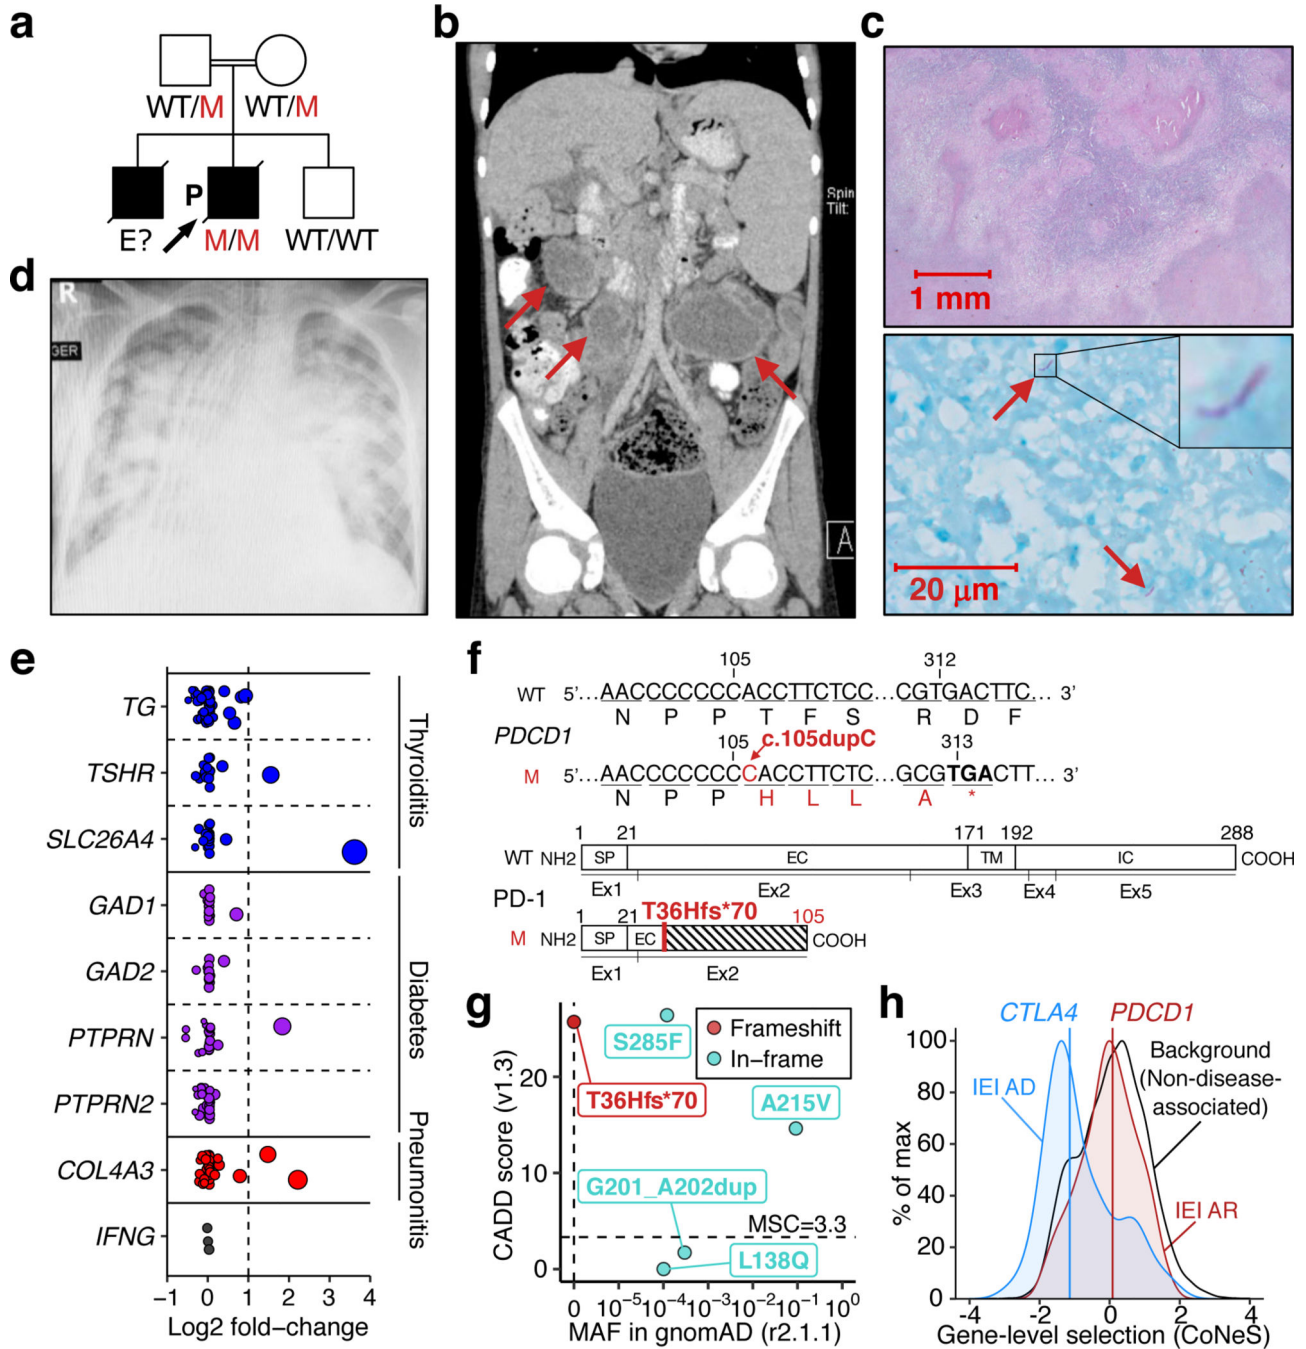 a
WT/M WT/M
P
E? M/M WT/WT
b
Spin
Tilt:
A
c
1 mm
20 μm
d
R
GER
e
TG
TSHR
SLC26A4
GAD1
GAD2
PTPRN
PTPRN2
COL4A3
IFNG
Thyroiditis
Diabetes
Pneumonitis
−1 0 1 2 3 4
Log2 fold−change
f
105 312
WT 5’…AACCCCCCCCACCTTCTCC…CGTGACTTC… 3’
N P P T F S R D F
PDCD1
105 c.105dupC 313
M 5’…AACCCCCCCCCACCTTCTC…GCGTGACTT… 3’
N P P H L L A *
1 21 171 192 288
WT NH2 SP EC TM IC COOH
Ex1 Ex2 Ex3 Ex4 Ex5
PD-1
T36Hfs*70
1 21 105
M NH2 SP EC COOH
Ex1 Ex2
g
CADD score (v1.3)
20
10
0
Frameshift
In−frame
S285F
T36Hfs*70
A215V
G201_A202dup
MSC=3.3
L138Q
0 10−5 10−4 10−3 10−2 10−1 100
MAF in gnomAD (r2.1.1)
h
CTLA4 PDCD1
% of max
100
80
60
40
20
0
IEI AD
Background
(Non-disease-
associated)
IEI AR
−4 −2 0 2 4
Gene-level selection (CoNeS)